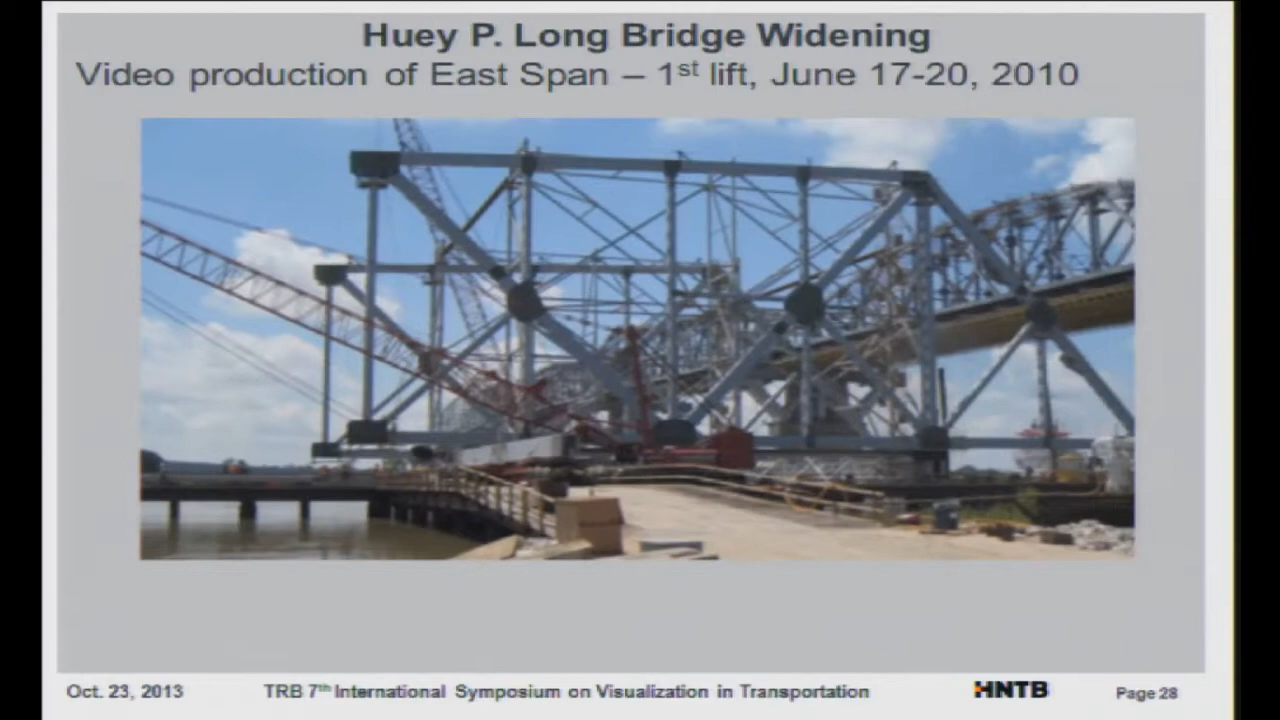 Huey P. Long Bridge Widening
Video production of East Span – 1st lift, June 17-20, 2010
Oct. 23, 2013
TRB 7th International Symposium on Visualization in Transportation
HNTB
Page 28